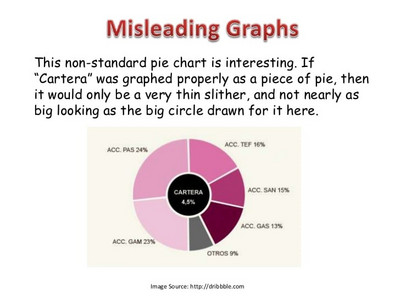 Misleading Graphs
This non-standard pie chart is interesting. If
“Cartera” was graphed properly as a piece of pie, then
it would only be a very thin slither, and not nearly as
big looking as the big circle drawn for it here.
ACC. PAS 24%
ACC. TEF 16%
ACC. SAN 15%
CARTERA
4,5%
ACC. GAS 13%
ACC. GAM 23%
OTROS 9%
Image Source: http://dribbble.com